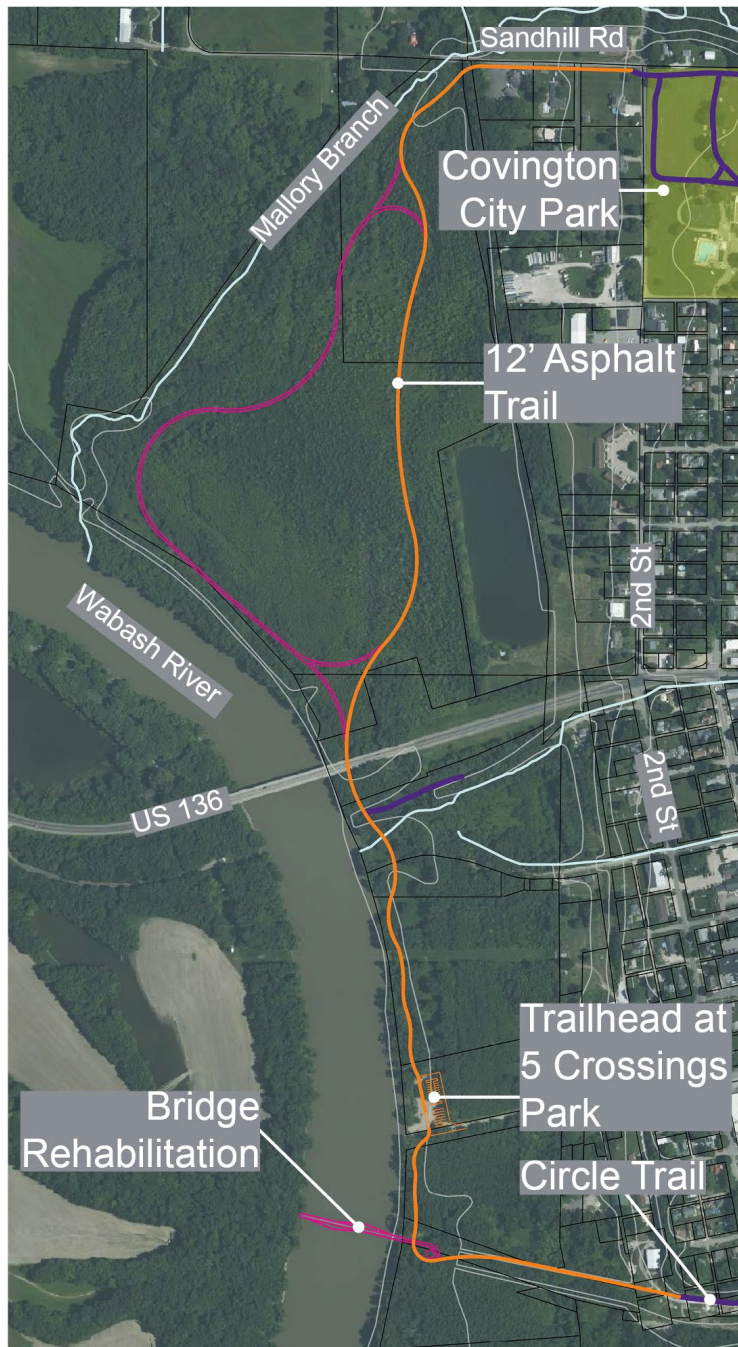 Sandhill Rd
Mallory Branch
Covington
City Park
12' Asphalt
Trail
2nd St
Wabash River
2nd St
US 136
Trailhead at
5 Crossings
Park
Bridge
Rehabilitation
Circle Trail